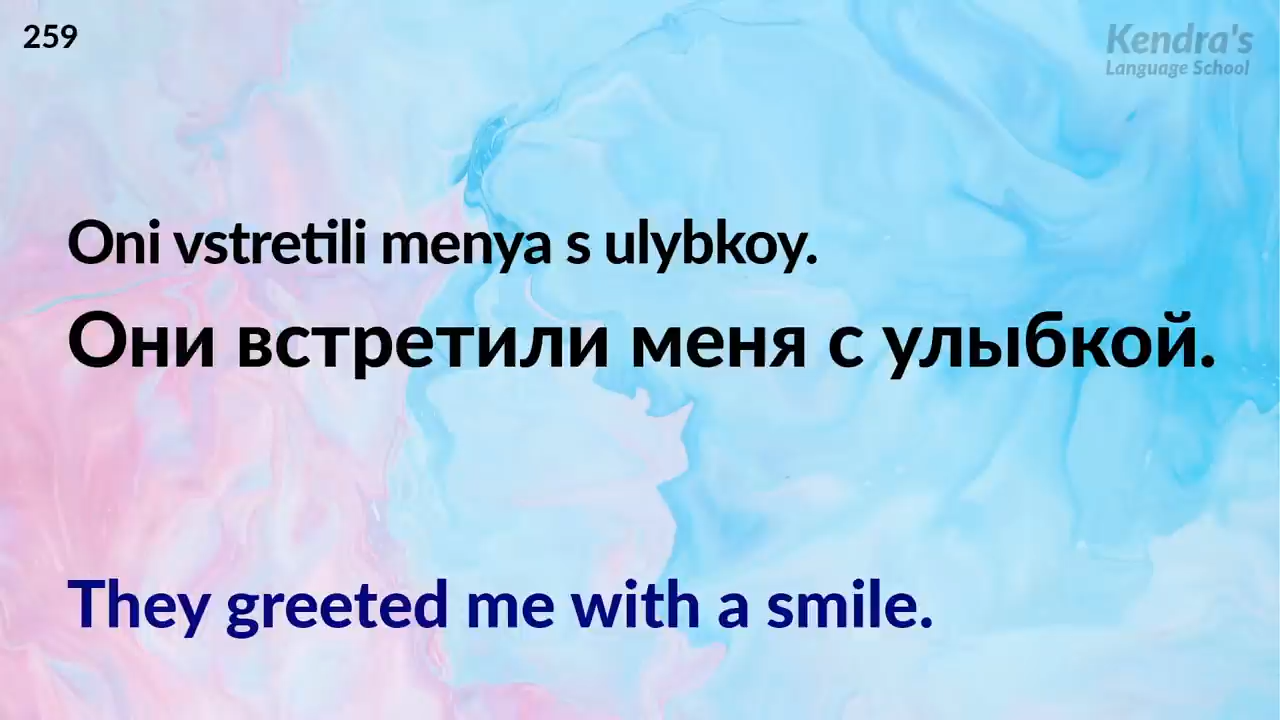 259
Kendra's
Language School
Oni vstretili menya s ulybkoy.
Они встретили меня с улыбкой.
They greeted me with a smile.